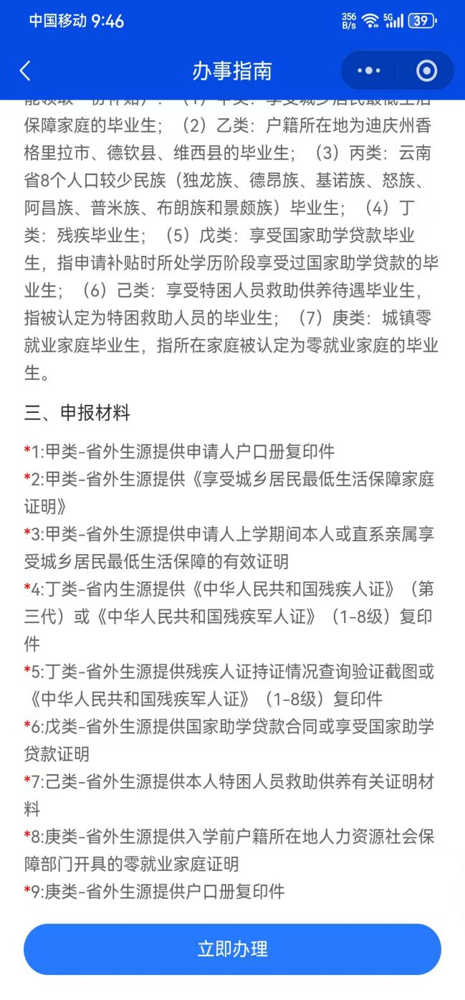 中国移动 9:46
356 B/s 5G 39
办事指南
保障家庭的毕业生；（2）乙类：户籍所在地为迪庆州香
格里拉市、德钦县、维西县的毕业生；（3）丙类：云南
省8个人口较少民族（独龙族、德昂族、基诺族、怒族、
阿昌族、普米族、布朗族和景颇族）毕业生；（4）丁
类：残疾毕业生；（5）戊类：享受国家助学贷款毕业
生，指申请补贴时所处学历阶段享受过国家助学贷款的毕
业生；（6）己类：享受特困人员救助供养待遇毕业生，
指被认定为特困救助人员的毕业生；（7）庚类：城镇零
就业家庭毕业生，指所在家庭被认定为零就业家庭的毕业
生。
三、申报材料
*1:甲类-省外生源提供申请人户口册复印件
*2:甲类-省外生源提供《享受城乡居民最低生活保障家庭
证明》
*3:甲类-省外生源提供申请人上学期间本人或直系亲属享
受城乡居民最低生活保障的有效证明
*4:丁类-省内生源提供《中华人民共和国残疾人证》（第
三代）或《中华人民共和国残疾军人证》（1-8级）复印
件
*5:丁类-省外生源提供残疾人证持证情况查询验证截图或
《中华人民共和国残疾军人证》（1-8级）复印件
*6:戊类-省外生源提供国家助学贷款合同或享受国家助学
贷款证明
*7:己类-省外生源提供本人特困人员救助供养有关证明材
料
*8:庚类-省外生源提供入学前户籍所在地人力资源社会保
障部门开具的零就业家庭证明
*9:庚类-省外生源提供户口册复印件
立即办理